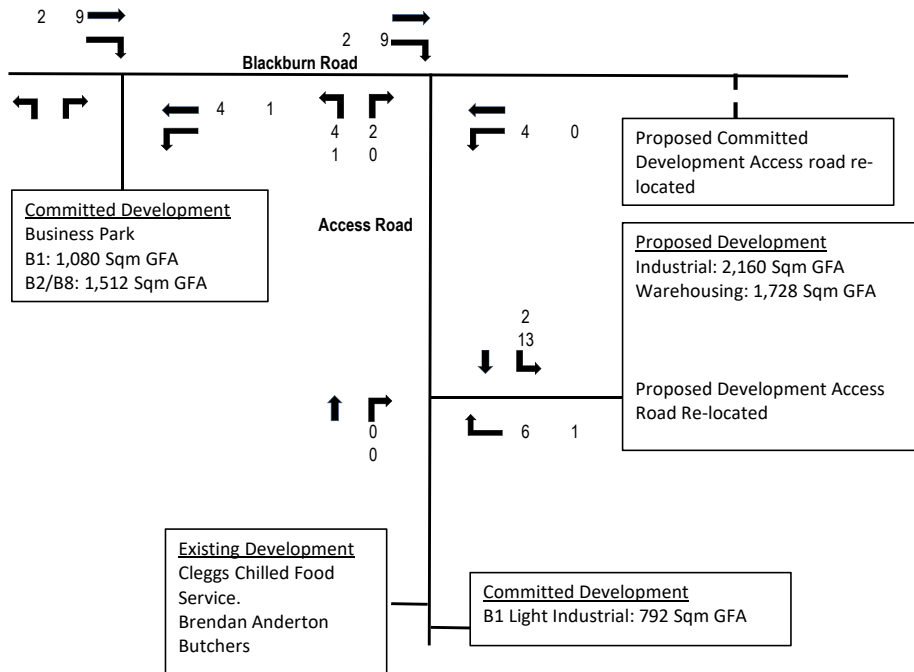 2 9
2 9
Blackburn Road
4 1
4 2
1 0
4 0
Proposed Committed
Development Access road re-
located
Committed Development
Business Park
B1: 1,080 Sqm GFA
B2/B8: 1,512 Sqm GFA
Access Road
Proposed Development
Industrial: 2,160 Sqm GFA
Warehousing: 1,728 Sqm GFA
2
13
Proposed Development Access
Road Re-located
0
0
6 1
Existing Development
Cleggs Chilled Food
Service.
Brendan Anderton
Butchers
Committed Development
B1 Light Industrial: 792 Sqm GFA